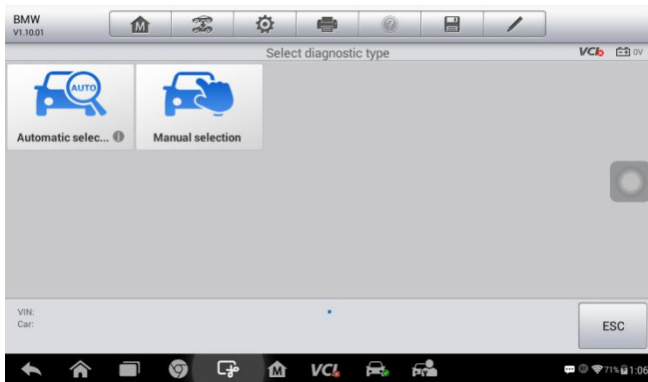 BMW
V1.10.01
M
?
Select diagnostic type
VCI
0V
AUTO
Automatic selec...
Manual selection
VIN:
Car:
ESC
M
VCI
71%
1:06